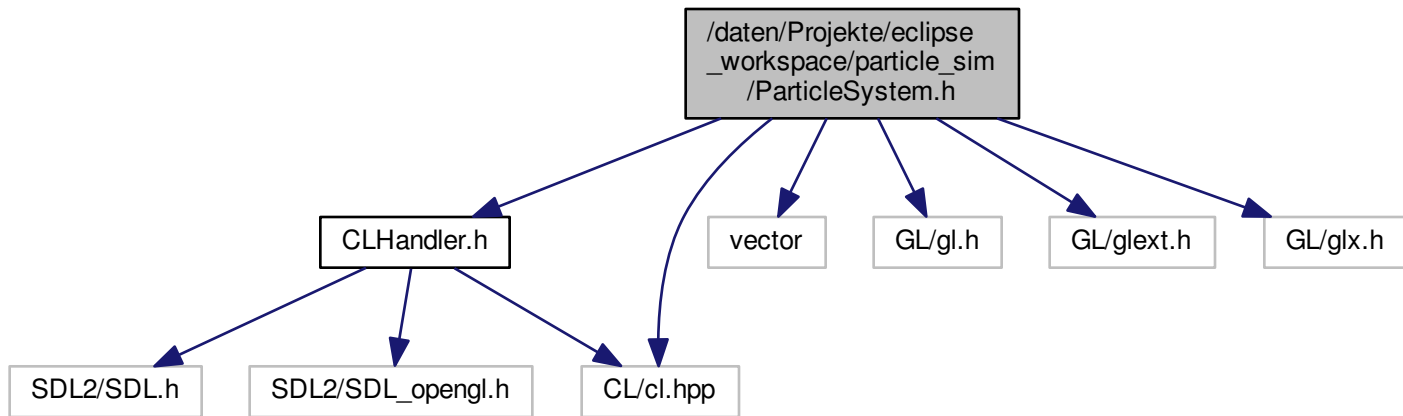 /daten/Projekte/eclipse
_workspace/particle_sim
/ParticleSystem.h
CLHandler.h
vector
GL/gl.h
GL/glext.h
GL/glx.h
SDL2/SDL.h
SDL2/SDL_opengl.h
CL/cl.hpp